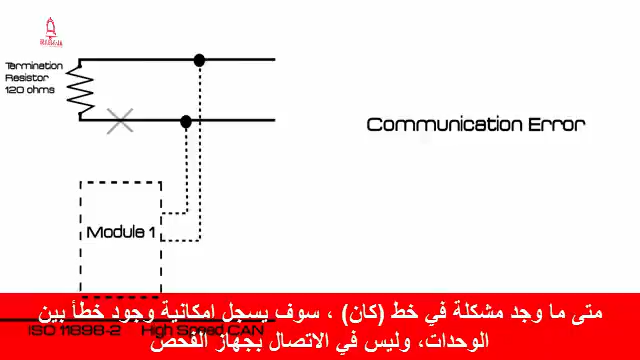 Termination
Resistor
120 ohms
Communication Error
Module 1
متى ما وجد مشكلة في خط (كان) ، سوف يسجل امكانية وجود خطأ بين
الوحدات، وليس في الاتصال بجهاز الفحص
ISO 11898-2 High Speed CAN